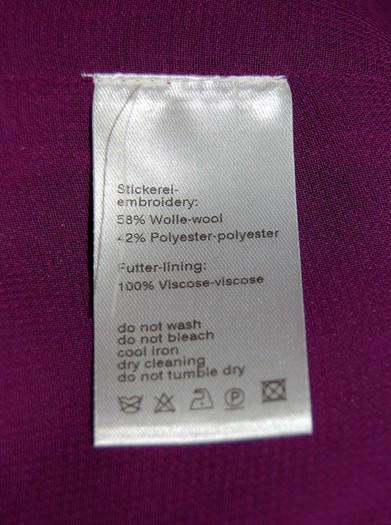 Stickerei-
embroidery:
58% Wolle-wool
42% Polyester-polyester
Futter-lining:
100% Viscose-viscose
do not wash
do not bleach
cool iron
dry cleaning
do not tumble dry
P